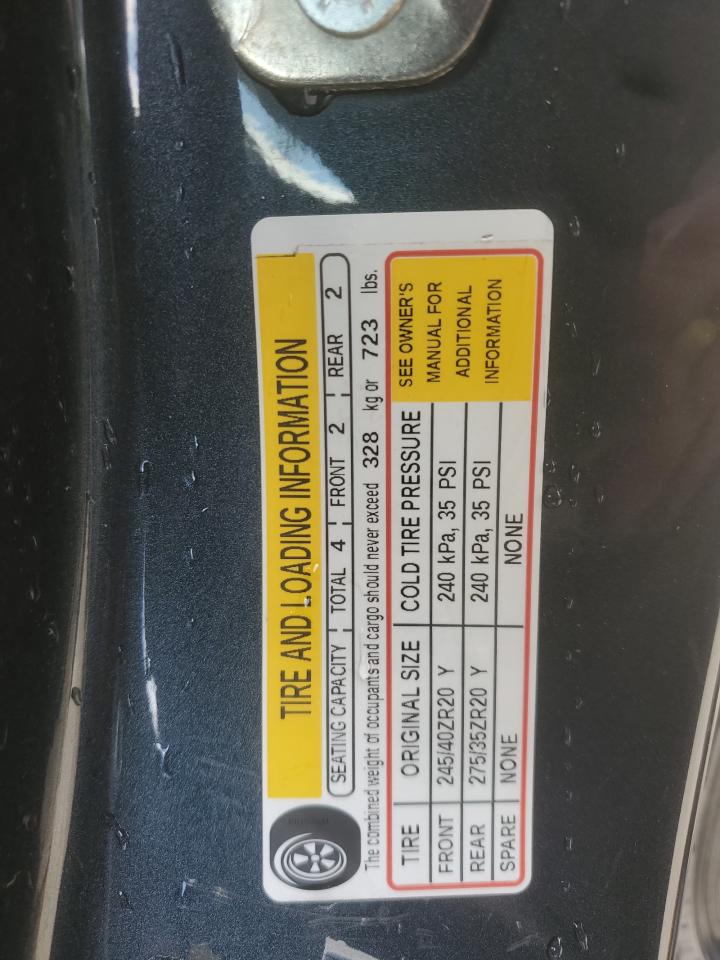 TIRE AND LOADING INFORMATION
SEATING CAPACITY | TOTAL 4 | FRONT 2 | REAR 2
The combined weight of occupants and cargo should never exceed 328 kg or 723 lbs.
TIRE ORIGINAL SIZE COLD TIRE PRESSURE
FRONT 245/40ZR20 Y 240 kPa, 35 PSI
REAR 275/35ZR20 Y 240 kPa, 35 PSI
SPARE NONE NONE
SEE OWNER'S
MANUAL FOR
ADDITIONAL
INFORMATION